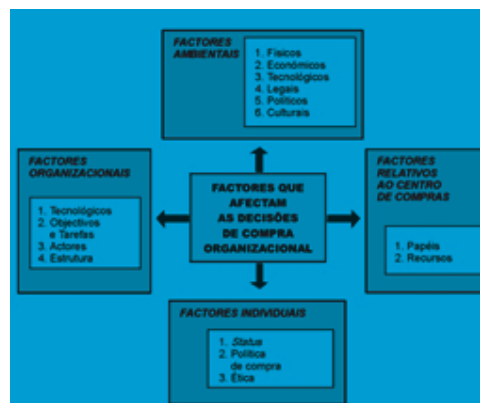 FACTORES
AMBIENTAIS
1. Físicos
2. Económicos
3. Tecnológicos
4. Legais
5. Políticos
6. Culturais
FACTORES
ORGANIZACIONAIS
1. Tecnológicos
2. Objectivos
e Tarefas
3. Actores
4. Estrutura
FACTORES QUE
AFECTAM
AS DECISÕES
DE COMPRA
ORGANIZACIONAL
FACTORES
RELATIVOS
AO CENTRO
DE COMPRAS
1. Papéis
2. Recursos
FACTORES INDIVIDUAIS
1. Status
2. Política
de compra
3. Ética